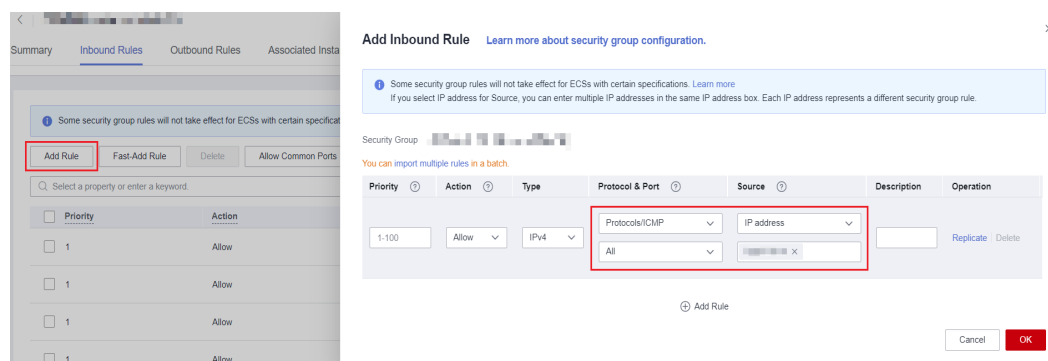 Summary Inbound Rules Outbound Rules Associated Insta
Some security group rules will not take effect for ECSs with certain specificat
Add Rule Fast-Add Rule Delete Allow Common Ports
Select a property or enter a keyword.
Priority Action
1 Allow
1 Allow
1 Allow
1 Allow
Add Inbound Rule Learn more about security group configuration.
Some security group rules will not take effect for ECSs with certain specifications. Learn more
If you select IP address for Source, you can enter multiple IP addresses in the same IP address box. Each IP address represents a different security group rule.
Security Group
You can import multiple rules in a batch.
Priority Action Type Protocol & Port Source Description Operation
Protocols/ICMP IP address
1-100 Allow IPv4 Replicate Delete
All
Add Rule
Cancel OK